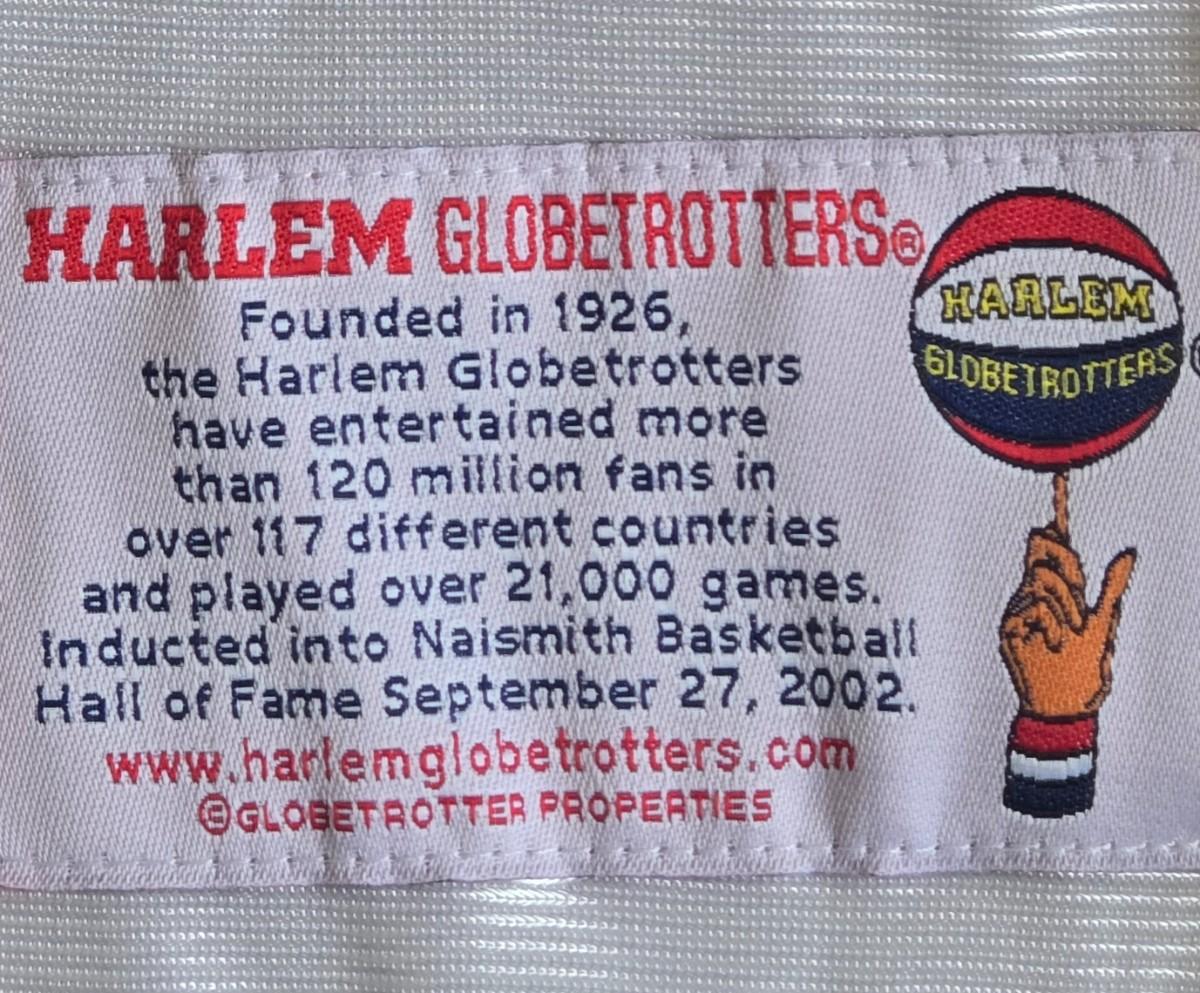 HARLEM GLOBETROTTERS®
Founded in 1926,
the Harlem Globetrotters
have entertained more
than 120 million fans in
over 117 different countries
and played over 21,000 games.
Inducted into Naismith Basketball
Hall of Fame September 27, 2002.
www.harlemglobetrotters.com
©GLOBETROTTER PROPERTIES
HARLEM
GLOBETROTTERS